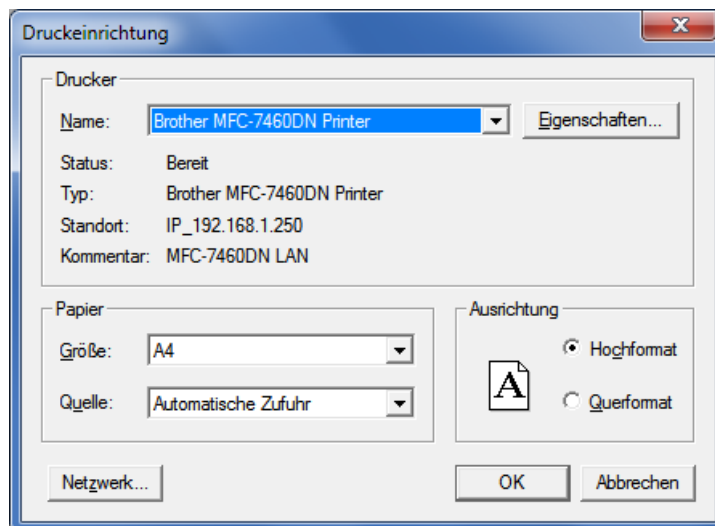 Druckeinrichtung
Drucker
Name: Brother MFC-7460DN Printer Eigenschaften...
Status: Bereit
Typ: Brother MFC-7460DN Printer
Standort: IP_192.168.1.250
Kommentar: MFC-7460DN LAN
Papier
Größe: A4
Quelle: Automatische Zufuhr
Ausrichtung
A
Hochformat
Querformat
Netzwerk... OK Abbrechen